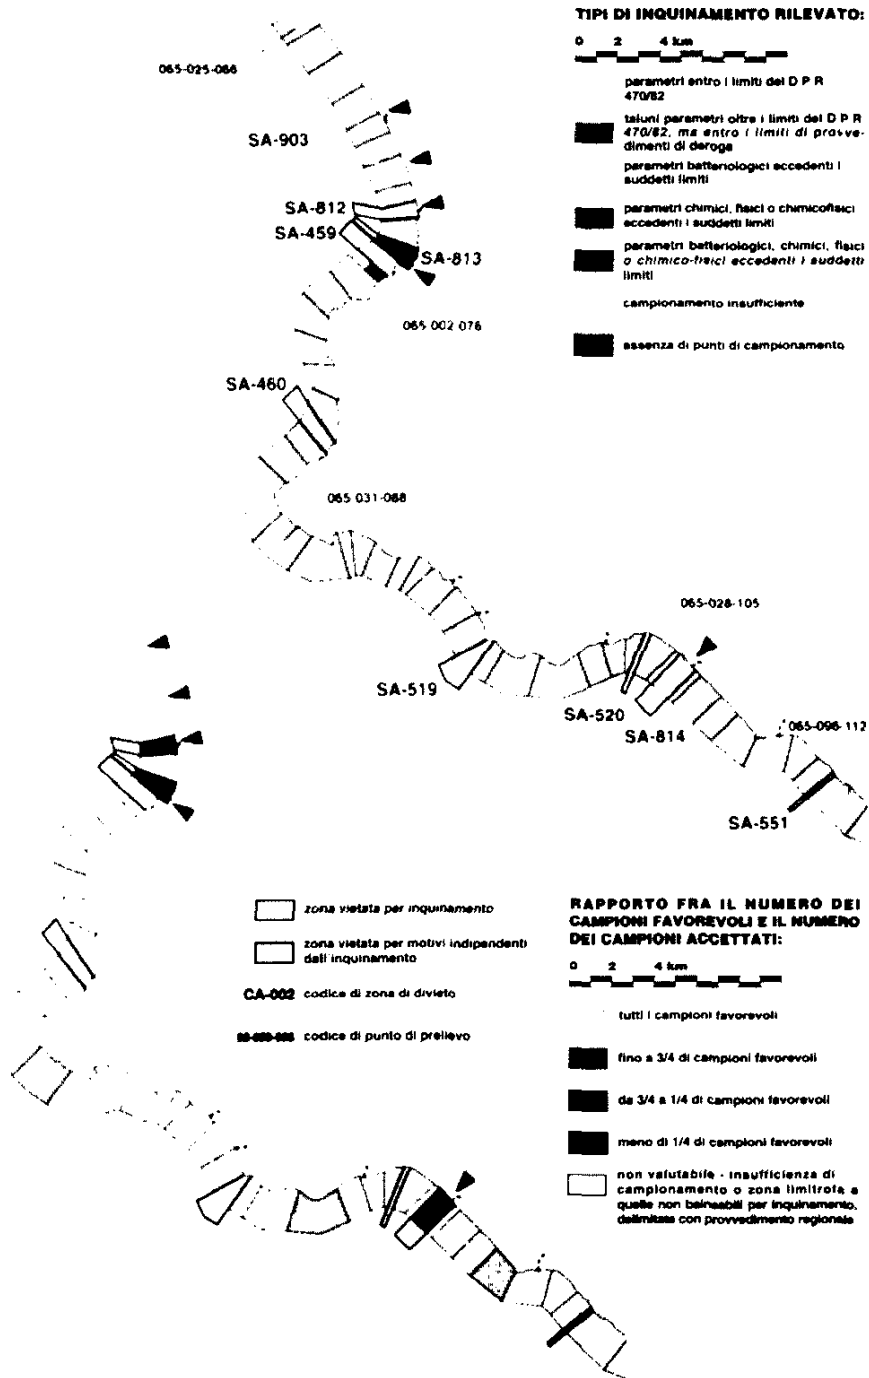 TIPI DI INQUINAMENTO RILEVATO:
0 2 4 km
parametri entro i limiti del D P R
470/82
taluni parametri oltre i limiti del D P R
470/82, ma entro i limiti di provve-
dimenti di deroga
parametri batteriologici eccedenti i
suddetti limiti
parametri chimici, fisici o chimicofisici
eccedenti i suddetti limiti
parametri batteriologici, chimici, fisici
o chimico-fisici eccedenti i suddetti
limiti
campionamento insufficiente
assenza di punti di campionamento
065-025-086
SA-903
SA-812
SA-459
SA-813
065-002-076
SA-460
065-031-088
065-028-105
SA-519
SA-520
SA-814
065-096-112
SA-551
zona vietata per inquinamento
zona vietata per motivi indipendenti
dall'inquinamento
CA-002 codice di zona di divieto
codice di punto di prelievo
RAPPORTO FRA IL NUMERO DEI
CAMPIONI FAVOREVOLI E IL NUMERO
DEI CAMPIONI ACCETTATI:
0 2 4 km
tutti i campioni favorevoli
fino a 3/4 di campioni favorevoli
da 3/4 a 1/4 di campioni favorevoli
meno di 1/4 di campioni favorevoli
non valutabile - insufficienza di
campionamento o zona limitrofa a
quelle non balneabili per inquinamento,
delimitate con provvedimento regionale